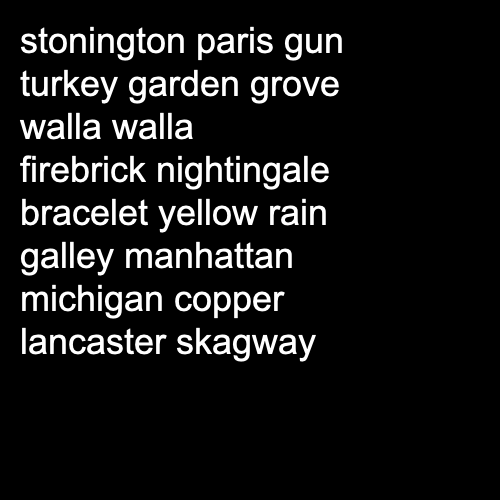 stonington paris gun
turkey garden grove
walla walla
firebrick nightingale
bracelet yellow rain
galley manhattan
michigan copper
lancaster skagway